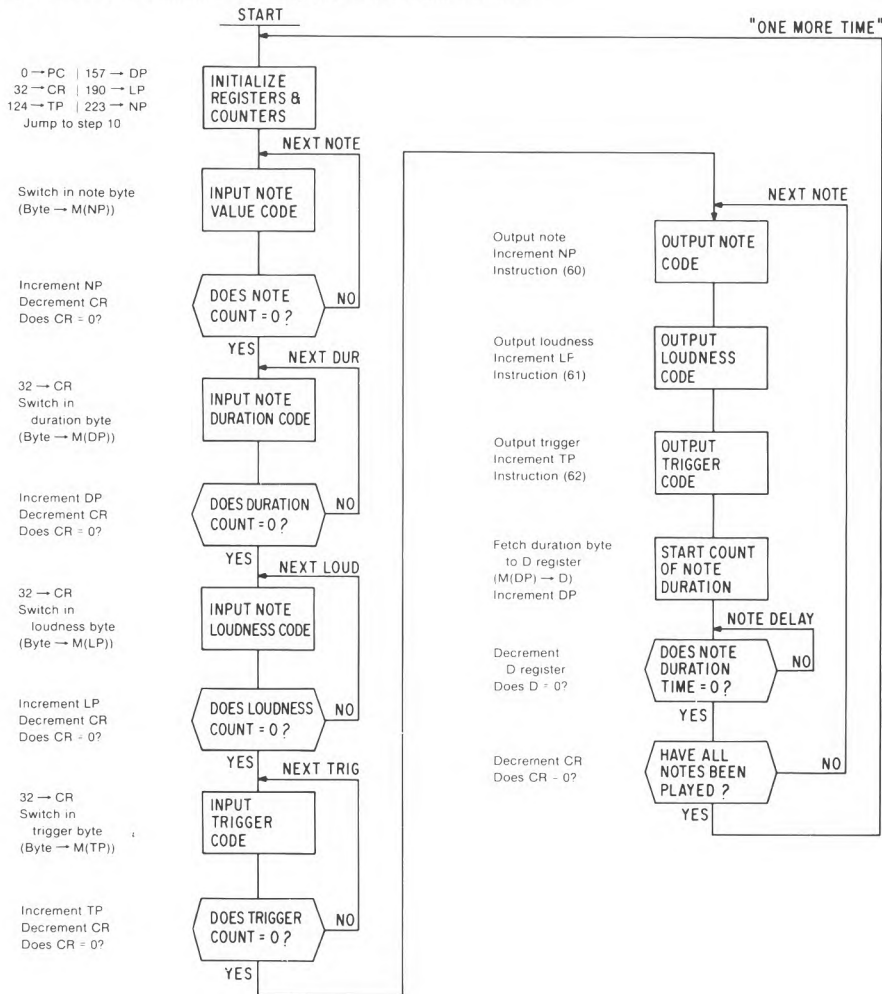 START
"ONE MORE TIME"
0 → PC | 157 → DP
32 → CR | 190 → LP
124 → TP | 223 → NP
Jump to step 10
INITIALIZE
REGISTERS &
COUNTERS
NEXT NOTE
Switch in note byte
(Byte → M(NP))
INPUT NOTE
VALUE CODE
Increment NP
Decrement CR
Does CR = 0?
DOES NOTE
COUNT = 0 ?
NO
YES
NEXT DUR
32 → CR
Switch in
duration byte
(Byte → M(DP))
INPUT NOTE
DURATION CODE
Increment DP
Decrement CR
Does CR = 0?
DOES DURATION
COUNT = 0 ?
NO
YES
NEXT LOUD
32 → CR
Switch in
loudness byte
(Byte → M(LP))
INPUT NOTE
LOUDNESS CODE
Increment LP
Decrement CR
Does CR = 0?
DOES LOUDNESS
COUNT = 0 ?
NO
YES
NEXT TRIG
32 → CR
Switch in
trigger byte
(Byte → M(TP))
INPUT
TRIGGER
CODE
Increment TP
Decrement CR
Does CR = 0?
DOES TRIGGER
COUNT = 0 ?
NO
YES
NEXT NOTE
Output note
Increment NP
Instruction (60)
OUTPUT NOTE
CODE
Output loudness
Increment LP
Instruction (61)
OUTPUT
LOUDNESS
CODE
Output trigger
Increment TP
Instruction (62)
OUTPUT
TRIGGER
CODE
Fetch duration byte
to D register
(M(DP) → D)
Increment DP
START COUNT
OF NOTE
DURATION
NOTE DELAY
Decrement
D register
Does D = 0?
DOES NOTE
DURATION
TIME = 0 ?
NO
YES
Decrement CR
Does CR = 0?
HAVE ALL
NOTES BEEN
PLAYED ?
NO
YES